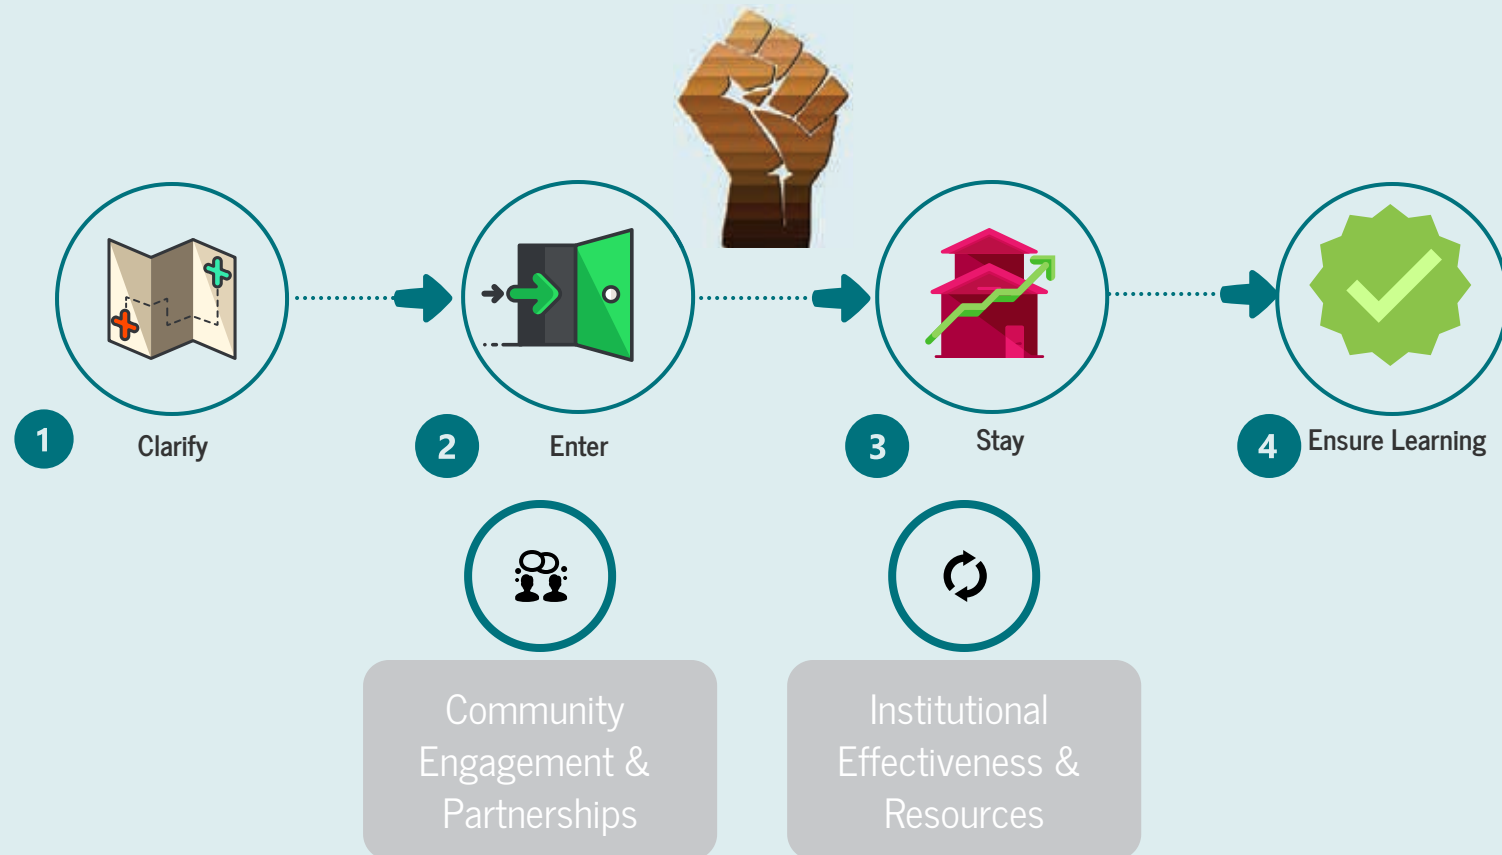 1 Clarify
2 Enter
3 Stay
4 Ensure Learning
Community
Engagement &
Partnerships
Institutional
Effectiveness &
Resources